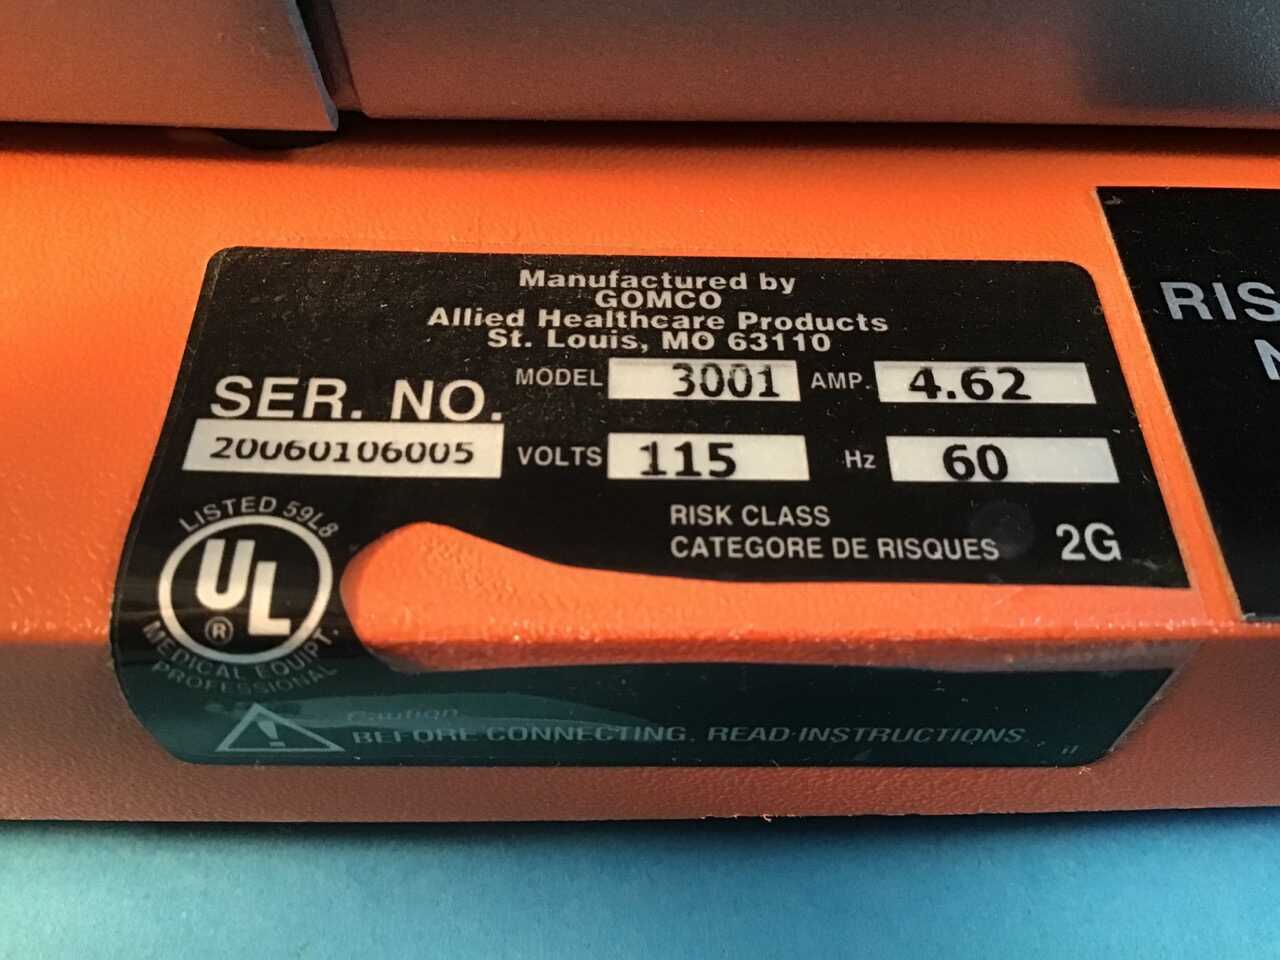 Manufactured by
GOMCO
Allied Healthcare Products
St. Louis, MO 63110
MODEL 3001 AMP. 4.62
SER. NO.
20060106005
VOLTS 115 Hz 60
RISK CLASS
CATEGORE DE RISQUES 2G
LISTED 59L8
UL
®
MEDICAL EQUIPT.
PROFESSIONAL
Caution
BEFORE CONNECTING, READ INSTRUCTIONS
RIS
N